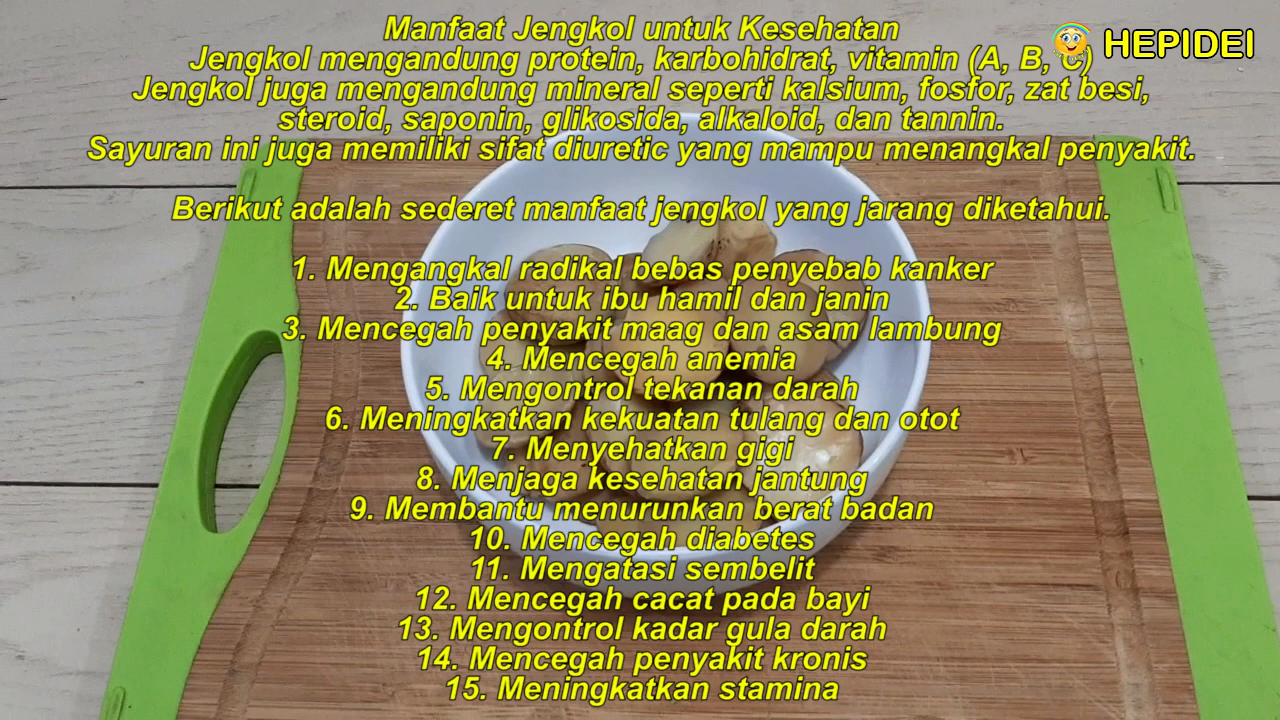 Manfaat Jengkol untuk Kesehatan
HEPIDEI
Jengkol mengandung protein, karbohidrat, vitamin (A, B, C)
Jengkol juga mengandung mineral seperti kalsium, fosfor, zat besi,
steroid, saponin, glikosida, alkaloid, dan tannin.
Sayuran ini juga memiliki sifat diuretic yang mampu menangkal penyakit.
Berikut adalah sederet manfaat jengkol yang jarang diketahui.
1. Mengangkal radikal bebas penyebab kanker
2. Baik untuk ibu hamil dan janin
3. Mencegah penyakit maag dan asam lambung
4. Mencegah anemia
5. Mengontrol tekanan darah
6. Meningkatkan kekuatan tulang dan otot
7. Menyehatkan gigi
8. Menjaga kesehatan jantung
9. Membantu menurunkan berat badan
10. Mencegah diabetes
11. Mengatasi sembelit
12. Mencegah cacat pada bayi
13. Mengontrol kadar gula darah
14. Mencegah penyakit kronis
15. Meningkatkan stamina